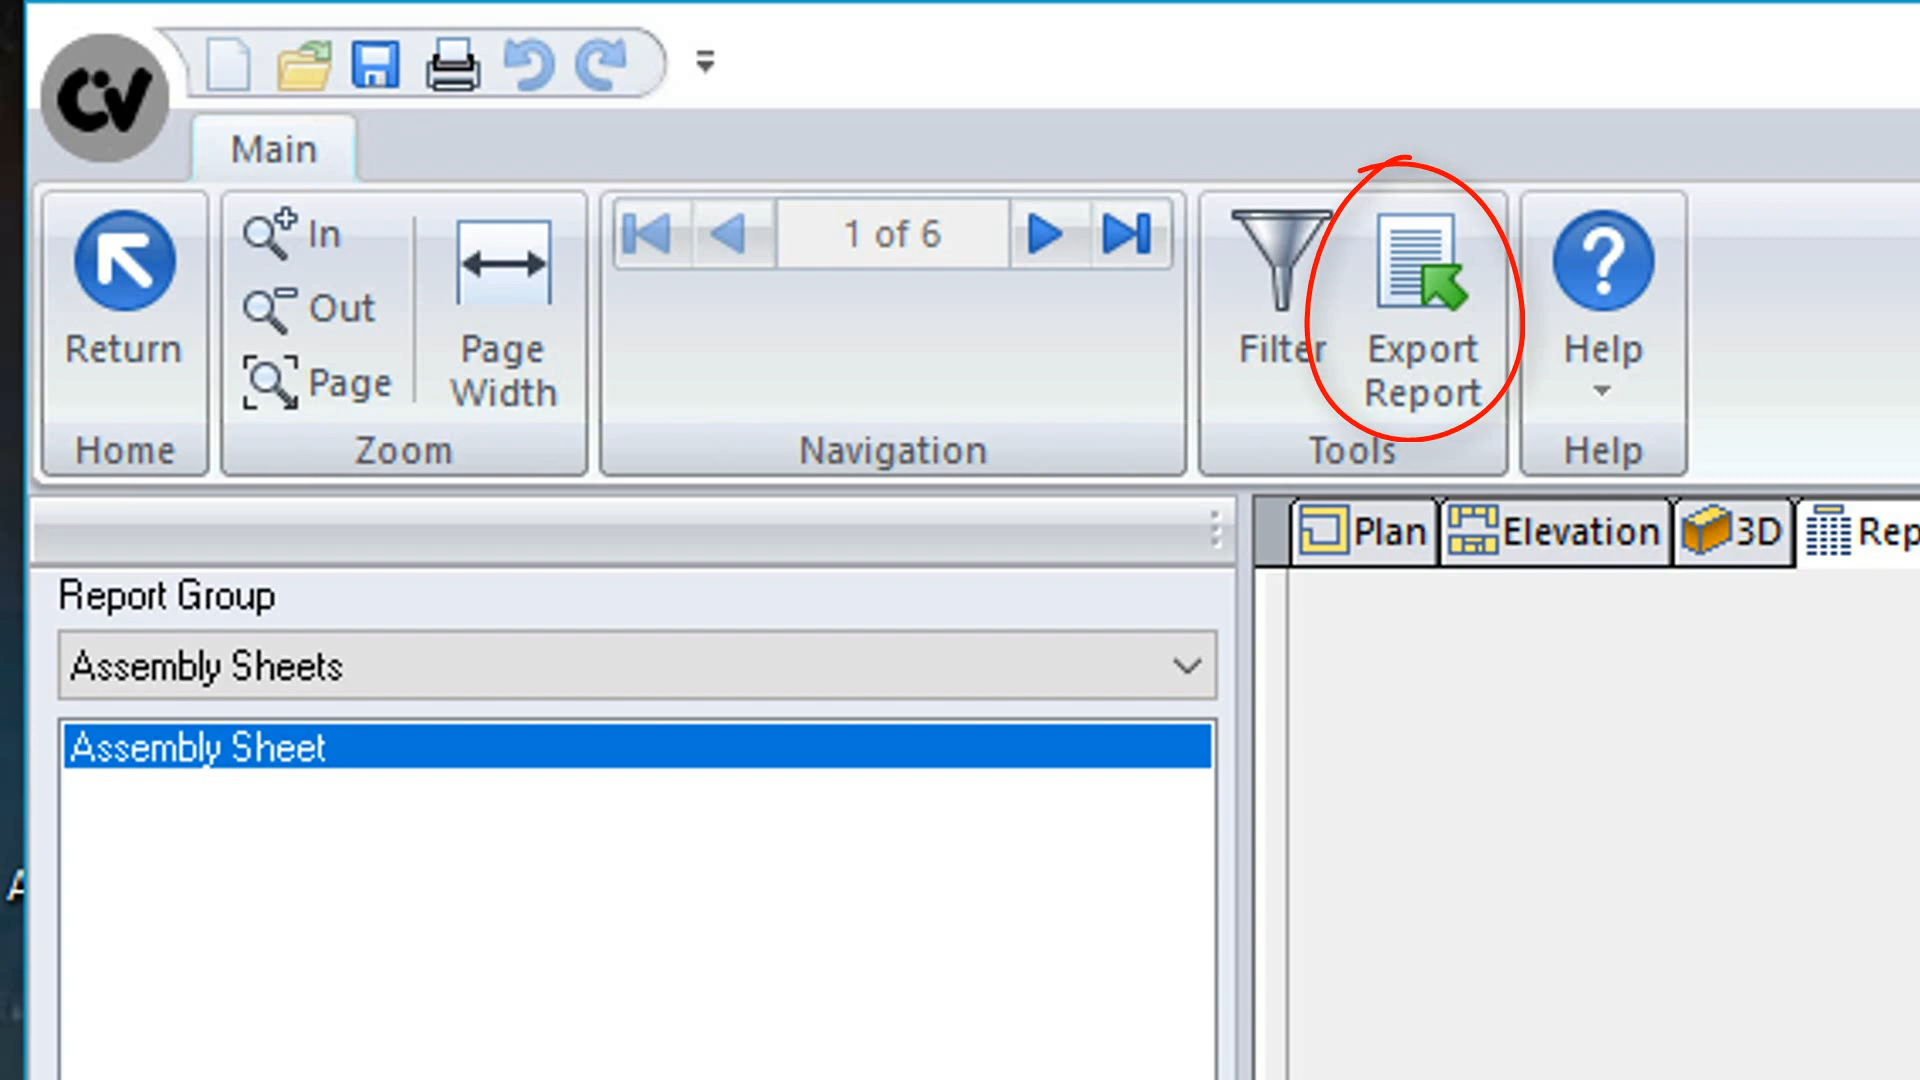 CV
Main
In
Out
Page
Return
Page
Width
1 of 6
Filter
Export
Report
Help
Home
Zoom
Navigation
Tools
Help
Plan
Elevation
3D
Rep
Report Group
Assembly Sheets
Assembly Sheet
A